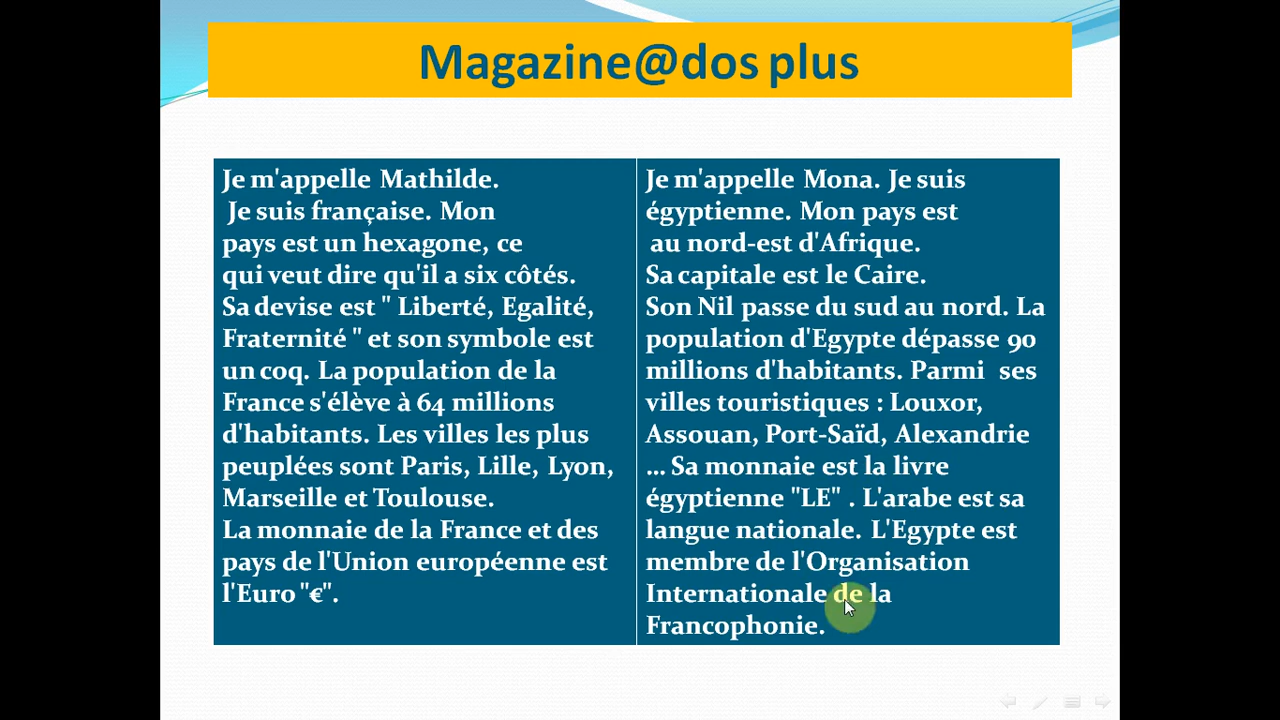 Magazine@dos plus
Je m'appelle Mathilde.
Je suis française. Mon
pays est un hexagone, ce
qui veut dire qu'il a six côtés.
Sa devise est " Liberté, Egalité,
Fraternité " et son symbole est
un coq. La population de la
France s'élève à 64 millions
d'habitants. Les villes les plus
peuplées sont Paris, Lille, Lyon,
Marseille et Toulouse.
La monnaie de la France et des
pays de l'Union européenne est
l'Euro "€".
Je m'appelle Mona. Je suis
égyptienne. Mon pays est
au nord-est d'Afrique.
Sa capitale est le Caire.
Son Nil passe du sud au nord. La
population d'Egypte dépasse 90
millions d'habitants. Parmi ses
villes touristiques : Louxor,
Assouan, Port-Saïd, Alexandrie
... Sa monnaie est la livre
égyptienne "LE" . L'arabe est sa
langue nationale. L'Egypte est
membre de l'Organisation
Internationale de la
Francophonie.